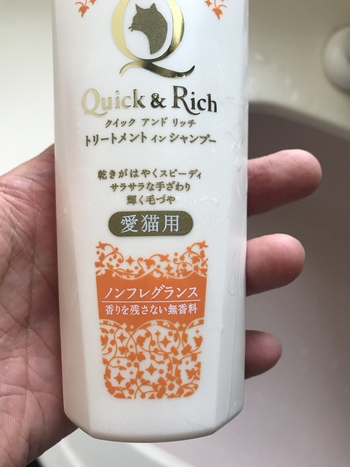 Quick & Rich
クイック アンド リッチ
トリートメント イン シャンプー
乾きがはやくスピーディ
サラサラな手ざわり
輝く毛づや
愛猫用
ノンフレグランス
香りを残さない無香料